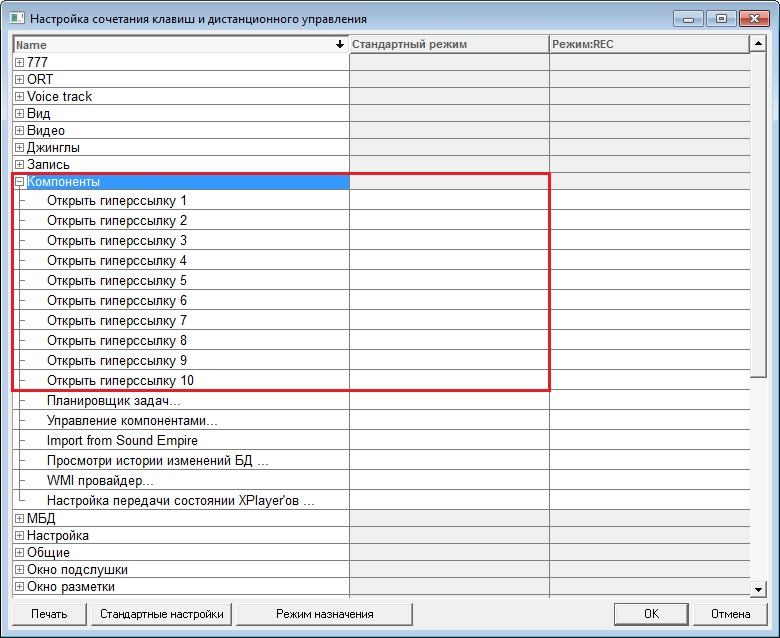 Настройка сочетания клавиш и дистанционного управления
Name Стандартный режим Режим:REC
777
ORT
Voice track
Вид
Видео
Джинглы
Запись
Компоненты
Открыть гиперссылку 1
Открыть гиперссылку 2
Открыть гиперссылку 3
Открыть гиперссылку 4
Открыть гиперссылку 5
Открыть гиперссылку 6
Открыть гиперссылку 7
Открыть гиперссылку 8
Открыть гиперссылку 9
Открыть гиперссылку 10
Планировщик задач...
Управление компонентами...
Import from Sound Empire
Просмотри истории изменений БД ...
WMI провайдер...
Настройка передачи состоянии XPlayer'ов ...
МБД
Настройка
Общие
Окно подслушки
Окно разметки
Печать Стандартные настройки Режим назначения OK Отмена